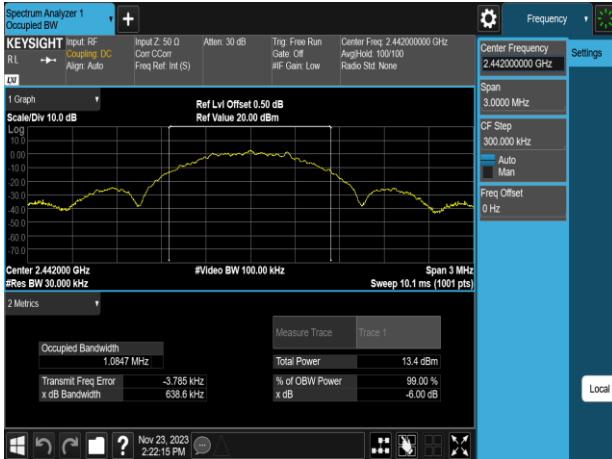 Spectrum Analyzer 1
Occupied BW
+
Frequency
KEYSIGHT
Input: RF
Input Z: 50 Ω
Atten: 30 dB
Trig: Free Run
Center Freq: 2.442000000 GHz
RL
Coupling: DC
Corr CCorr
Gate: Off
Avg|Hold: 100/100
Align: Auto
Freq Ref: Int (S)
#IF Gain: Low
Radio Std: None
LXI
Center Frequency
2.442000000 GHz
Settings
Span
3.0000 MHz
CF Step
300.000 kHz
Auto
Man
Freq Offset
0 Hz
Local
1 Graph
Ref Lvl Offset 0.50 dB
Scale/Div 10.0 dB
Ref Value 20.00 dBm
Log
10.0
0.00
-10.0
-20.0
-30.0
-40.0
-50.0
-60.0
-70.0
Center 2.442000 GHz
#Video BW 100.00 kHz
Span 3 MHz
#Res BW 30.000 kHz
Sweep 10.1 ms (1001 pts)
2 Metrics
Measure Trace
Trace 1
Occupied Bandwidth
1.0847 MHz
Total Power
13.4 dBm
Transmit Freq Error
-3.785 kHz
% of OBW Power
99.00 %
x dB Bandwidth
638.6 kHz
x dB
-6.00 dB
?
Nov 23, 2023
2:22:15 PM